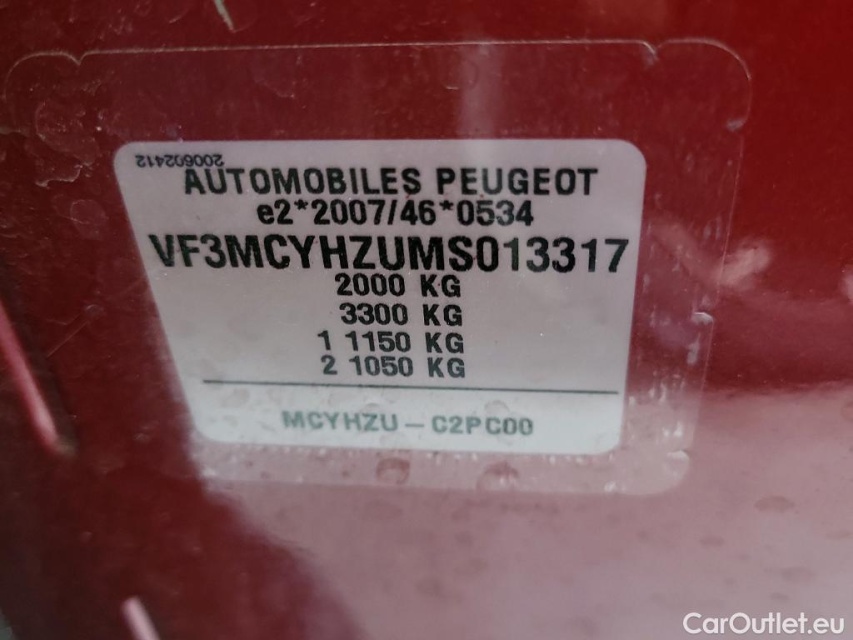 200602412
AUTOMOBILES PEUGEOT
e2*2007/46*0534
VF3MCYHZUMS013317
2000 KG
3300 KG
1 1150 KG
2 1050 KG
MCYHZU - C2PC00
CarOutlet.eu